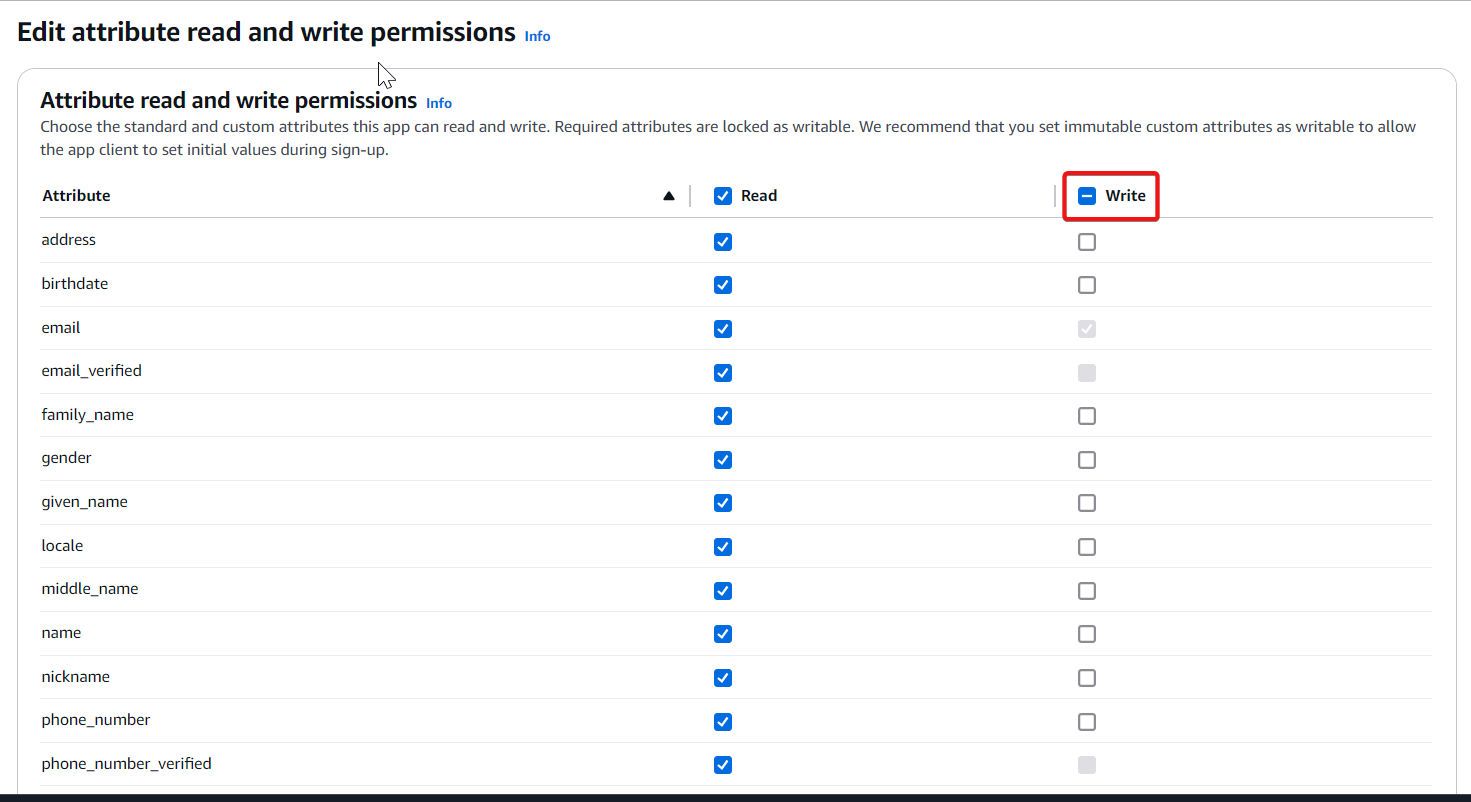 Edit attribute read and write permissions Info
Attribute read and write permissions Info
Choose the standard and custom attributes this app can read and write. Required attributes are locked as writable. We recommend that you set immutable custom attributes as writable to allow
the app client to set initial values during sign-up.
Attribute Read Write
address
birthdate
email
email_verified
family_name
gender
given_name
locale
middle_name
name
nickname
phone_number
phone_number_verified